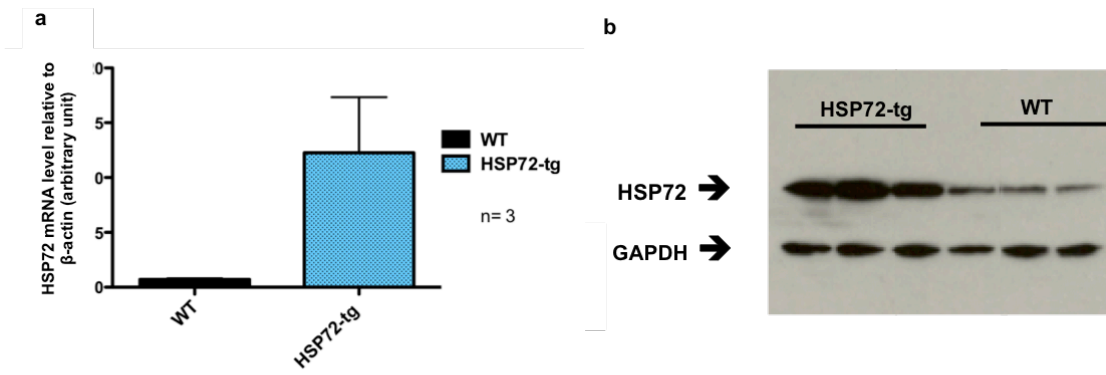 a
HSP72 mRNA level relative to
β-actin (arbitrary unit)
0
5
0
5
0
WT
HSP72-tg
WT
HSP72-tg
n= 3
b
HSP72-tg
WT
HSP72
GAPDH